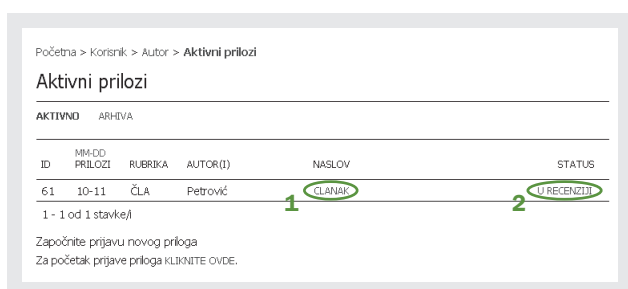 Početna > Korisnik > Autor > Aktivni prilozi
Aktivni prilozi
AKTIVNO ARHIVA
MM-DD
ID PRILOZI RUBRIKA AUTOR(I) NASLOV STATUS
61 10-11 ČLA Petrović CLANAK U RECENZIJI
1 2
1 - 1 od 1 stavke/i
Započnite prijavu novog priloga
Za početak prijave priloga KLIKNITE OVDE.